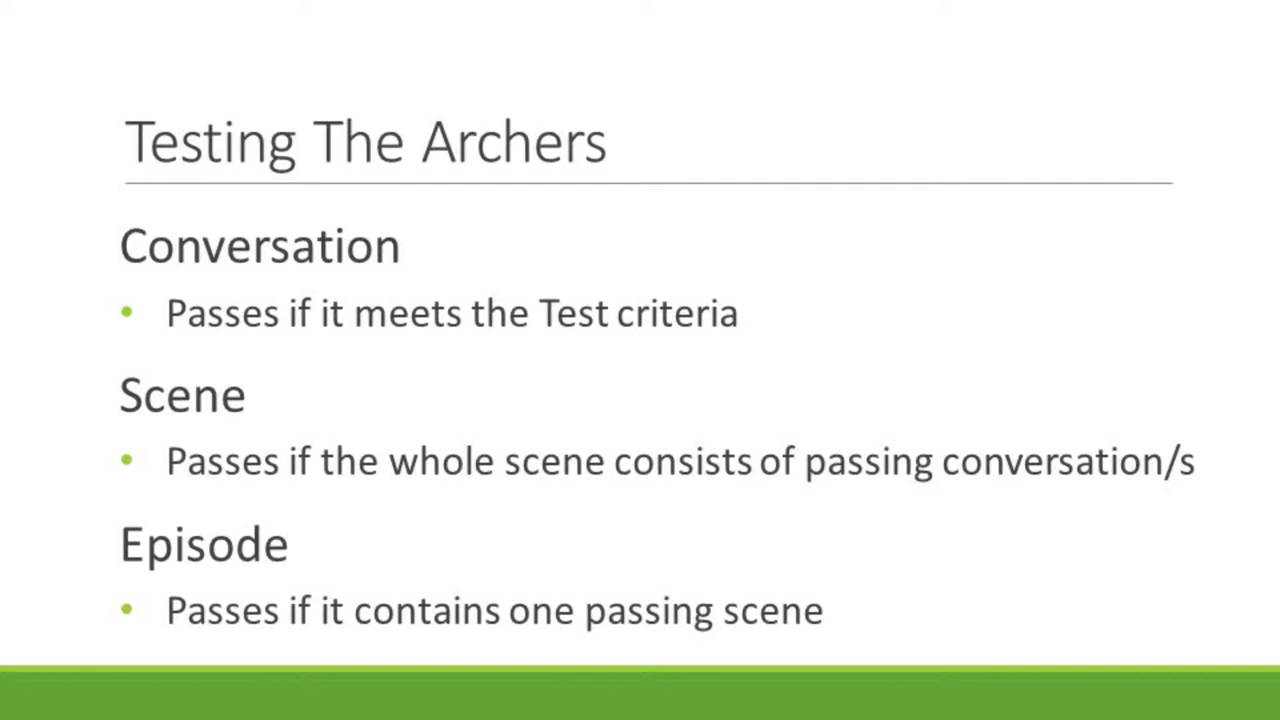 Testing The Archers
Conversation
• Passes if it meets the Test criteria
Scene
• Passes if the whole scene consists of passing conversation/s
Episode
• Passes if it contains one passing scene